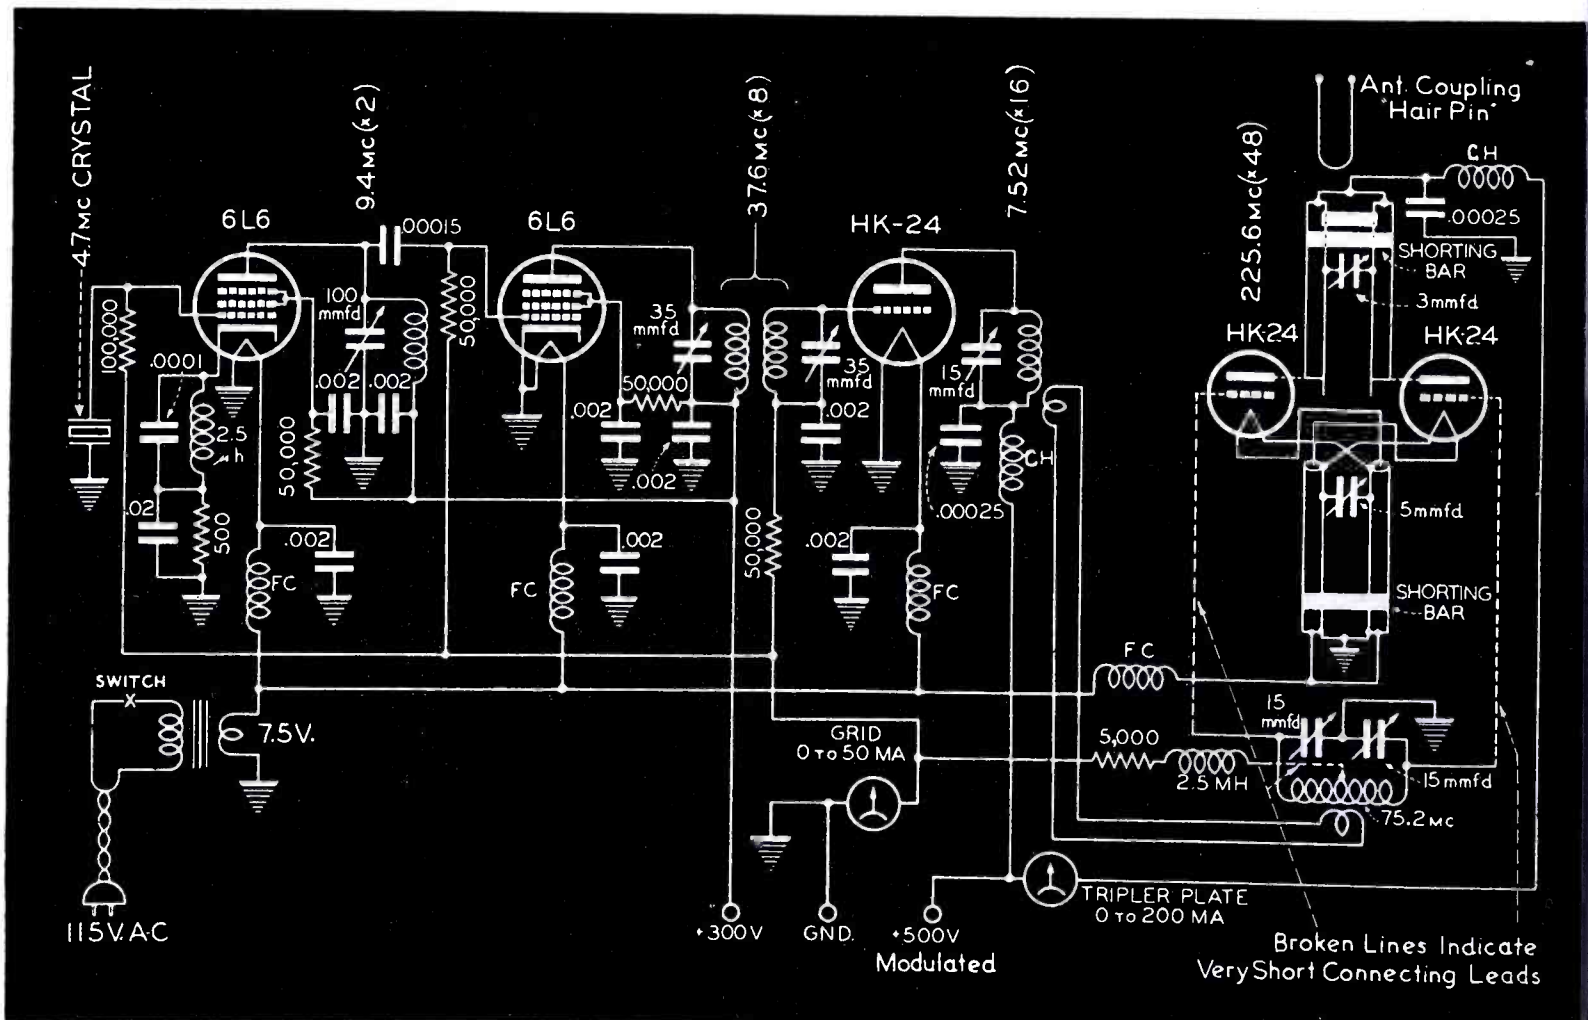 4.7MC CRYSTAL
9.4MC(×2)
37.6MC(×8)
7.52MC(×16)
225.6MC(×48)
Ant. Coupling
"Hair Pin"
CH
.00025
SHORTING
BAR
3mmfd
HK-24
HK-24
6L6
.00015
6L6
HK-24
100,000
.0001
100
mmfd
50,000
35
mmfd
35
mmfd
15
mmfd
.002
.002
50,000
.002
.002
.002
2.5
μh
50,000
CH
.00025
5mmfd
.02
500
.002
.002
50,000
.002
FC
FC
FC
SHORTING
BAR
FC
SWITCH
7.5V.
GRID
0 TO 50 MA
5,000
2.5 MH
15
mmfd
15mmfd
75.2MC
TRIPLER PLATE
0 TO 200 MA
115V. A-C
+300V
GND.
+500V
Modulated
Broken Lines Indicate
Very Short Connecting Leads